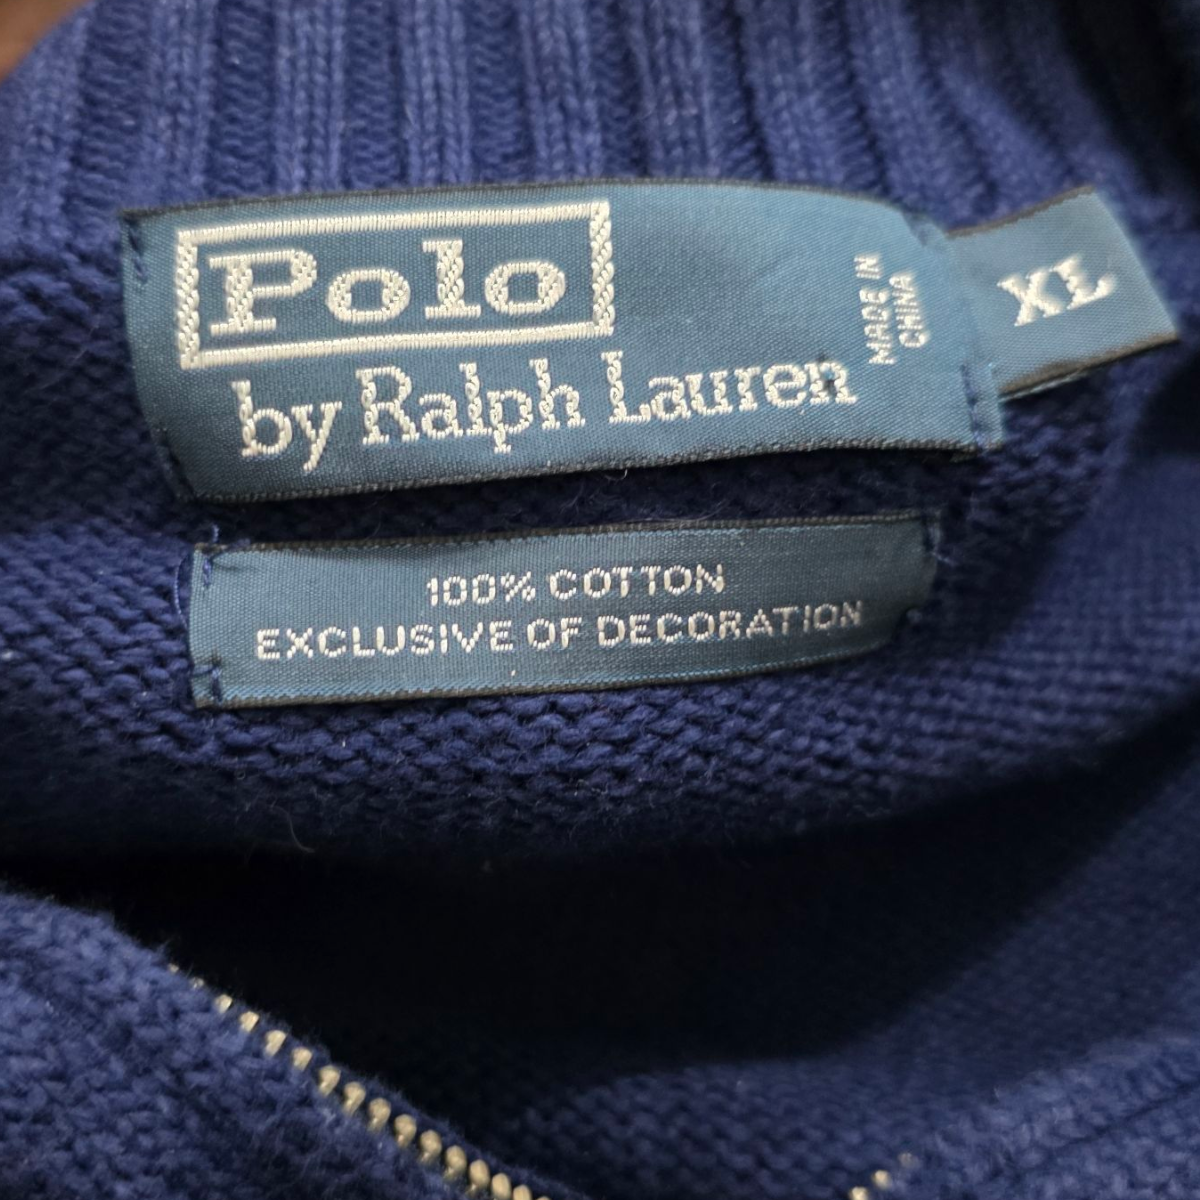 Polo
by Ralph Lauren
MADE IN
CHINA
XL
100% COTTON
EXCLUSIVE OF DECORATION